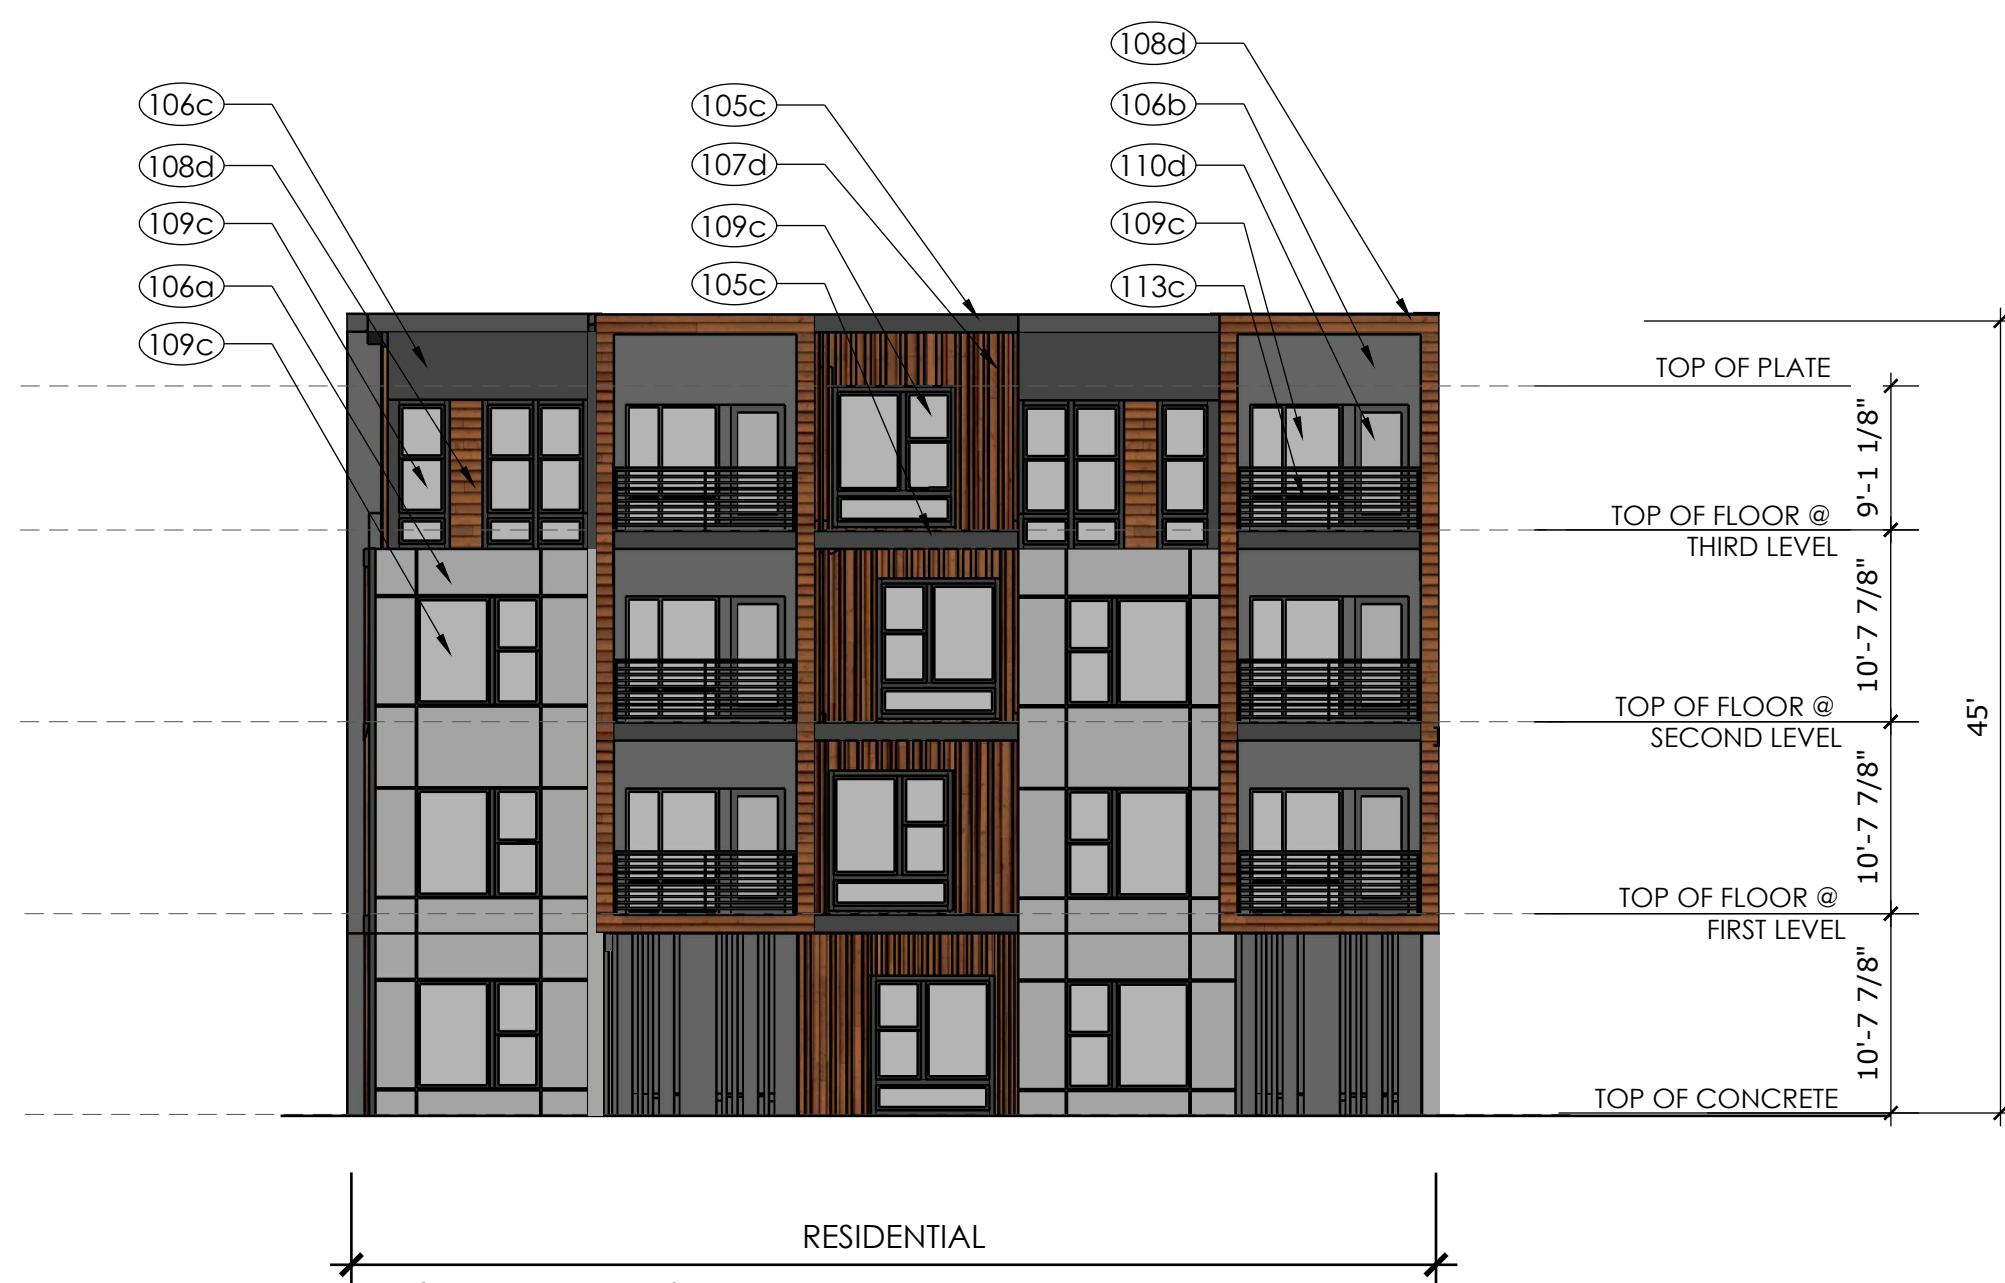 108d
106c
105c
106b
108d
107d
110d
109c
109c
109c
106a
105c
113c
109c
TOP OF PLATE
9'-1 1/8"
TOP OF FLOOR @
THIRD LEVEL
10'-7 7/8"
TOP OF FLOOR @
SECOND LEVEL
45'
10'-7 7/8"
TOP OF FLOOR @
FIRST LEVEL
10'-7 7/8"
TOP OF CONCRETE
RESIDENTIAL